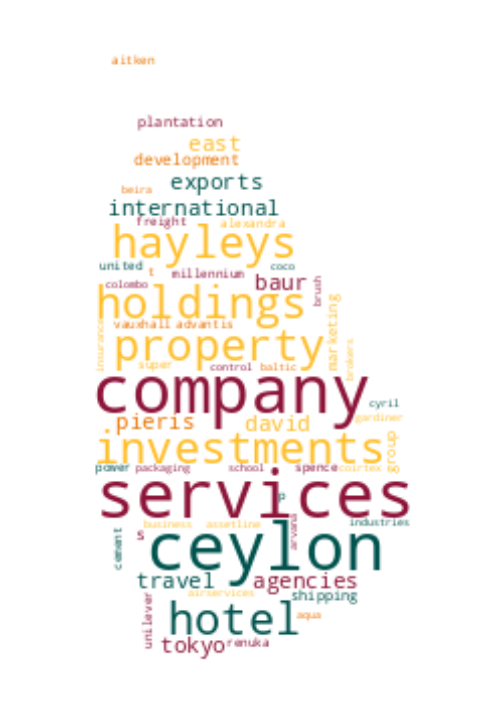 aitken
plantation
east
development
beira exports
international
freight alexandra
hayleys
united t millennium coco
colombo baur brush
holdings
vauxhall advantis marketing
insurance property brokers
super control baltic
company cyril
pieris david gardiner
investments group
power packaging school spence coirtex
services
p
business assetline industries
cement s ceylon arvana
travel agencies
airservices shipping
unilever hotel aqua
tokyo renuka